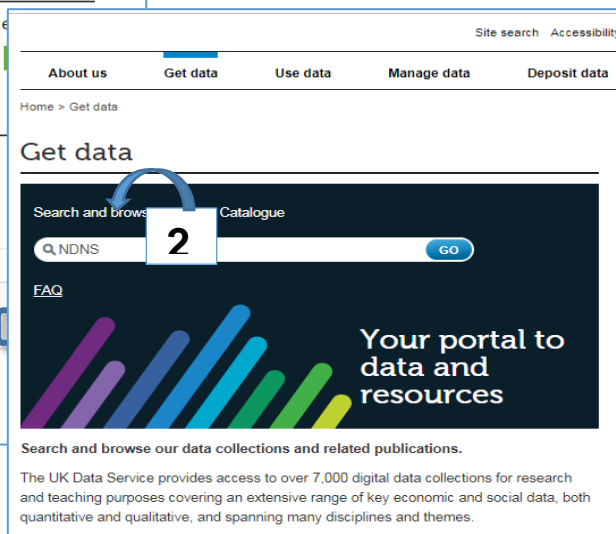 Site search Accessibility
About us Get data Use data Manage data Deposit data
Home > Get data
Get data
Search and brows Catalogue
NDNS GO
2
FAQ
Your portal to
data and
resources
Search and browse our data collections and related publications.
The UK Data Service provides access to over 7,000 digital data collections for research
and teaching purposes covering an extensive range of key economic and social data, both
quantitative and qualitative, and spanning many disciplines and themes.